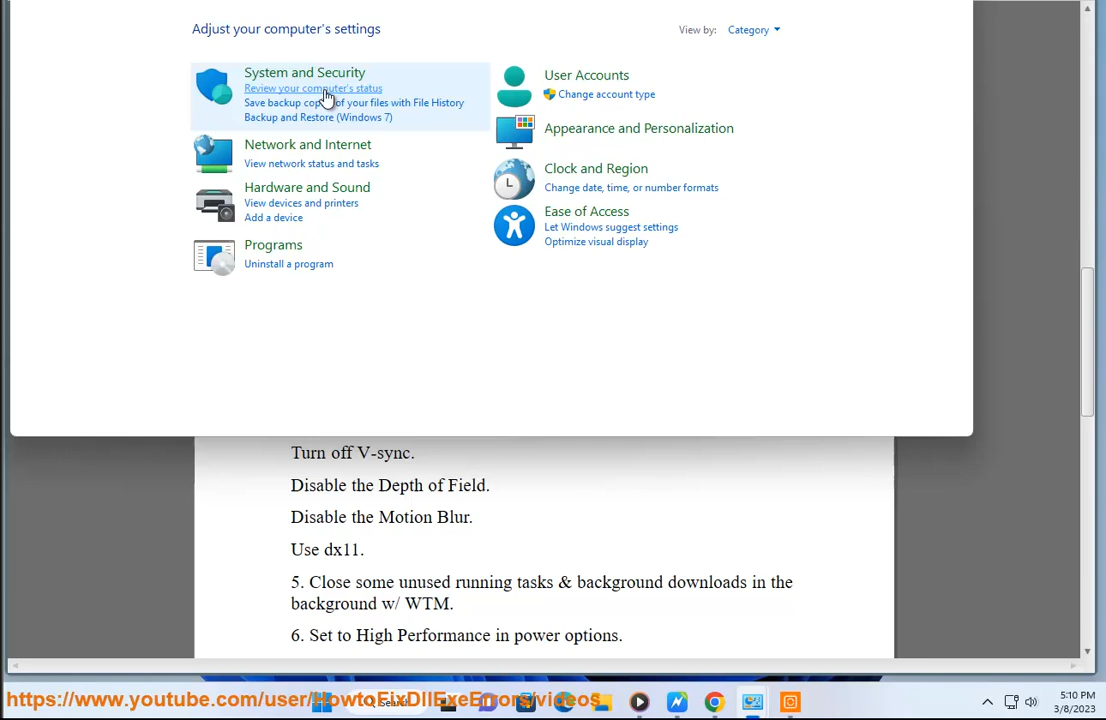 Adjust your computer's settings
View by: Category
System and Security
Review your computer's status
Save backup cop of your files with File History
Backup and Restore (Windows 7)
Network and Internet
View network status and tasks
Hardware and Sound
View devices and printers
Add a device
Programs
Uninstall a program
User Accounts
Change account type
Appearance and Personalization
Clock and Region
Change date, time, or number formats
Ease of Access
Let Windows suggest settings
Optimize visual display
Turn off V-sync.
Disable the Depth of Field.
Disable the Motion Blur.
Use dx11.
5. Close some unused running tasks & background downloads in the
background w/ WTM.
6. Set to High Performance in power options.
https://www.youtube.com/user/HowtoFixDllExeErrors/videos
Search
5:10 PM
3/8/2023